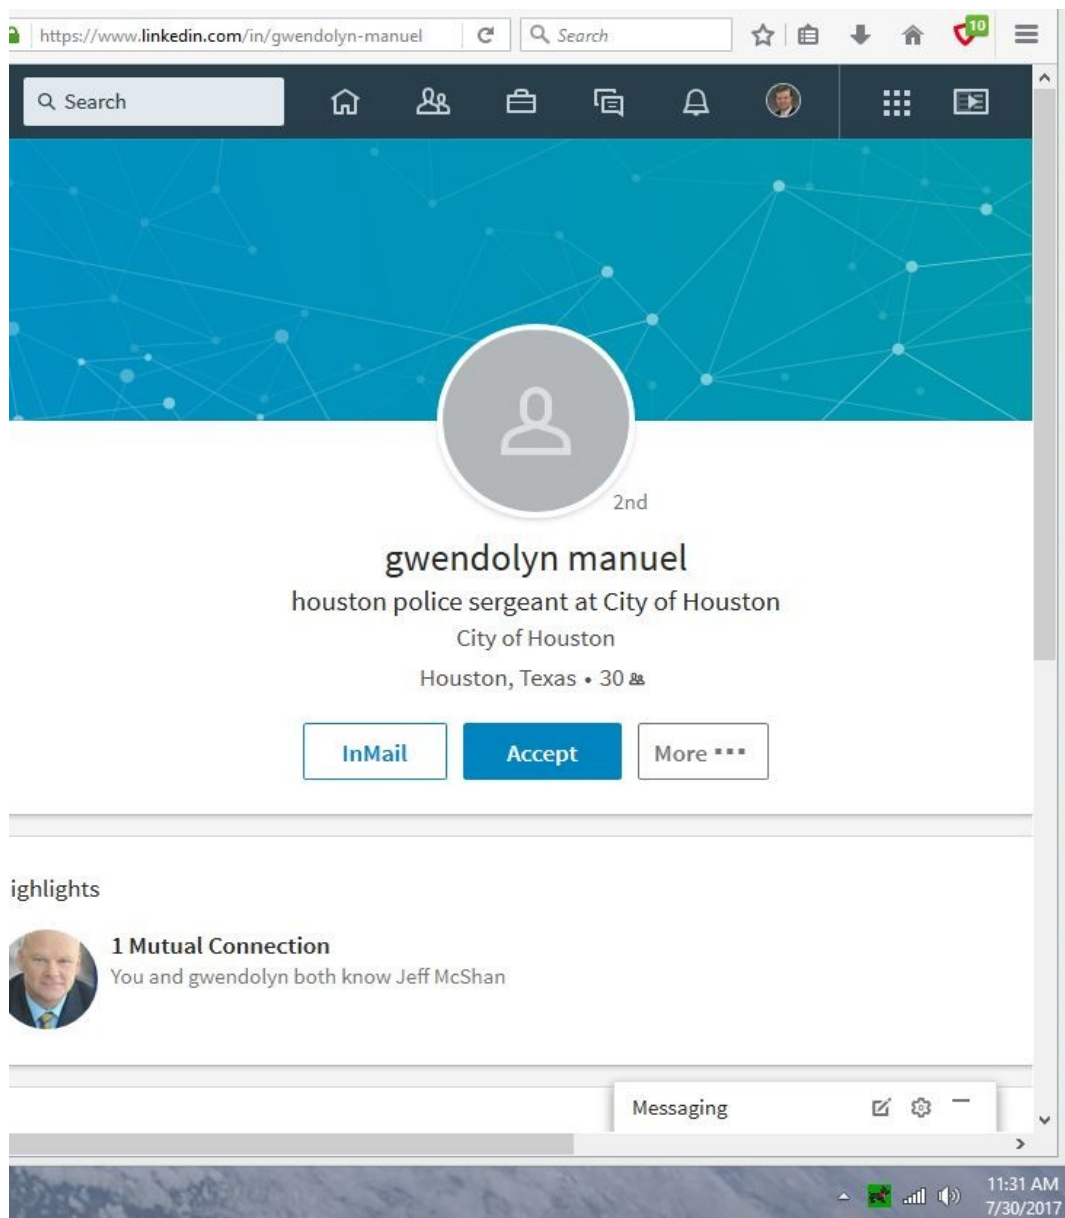 https://www.linkedin.com/in/gwendolyn-manuel
Search
10
Search
2nd
gwendolyn manuel
houston police sergeant at City of Houston
City of Houston
Houston, Texas • 30
InMail
Accept
More
ighlights
1 Mutual Connection
You and gwendolyn both know Jeff McShan
Messaging
11:31 AM
7/30/2017